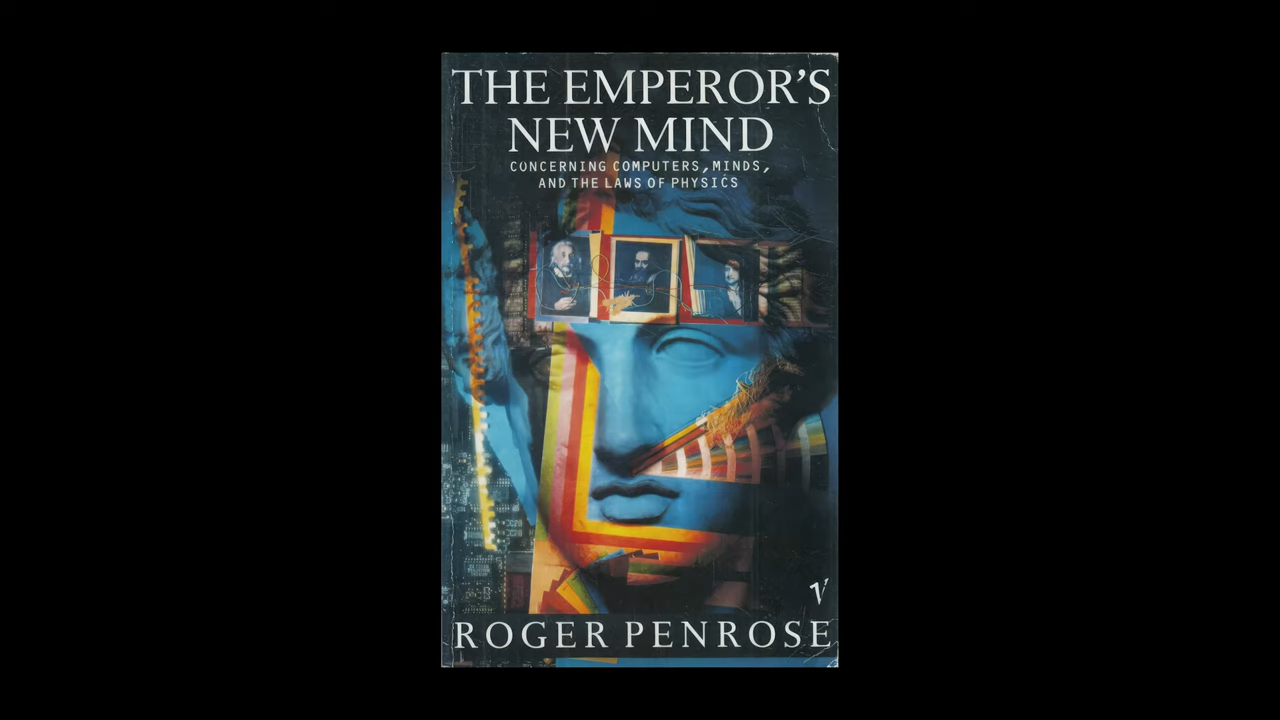 THE EMPEROR'S
NEW MIND
CONCERNING COMPUTERS, MINDS,
AND THE LAWS OF PHYSICS
V
ROGER PENROSE